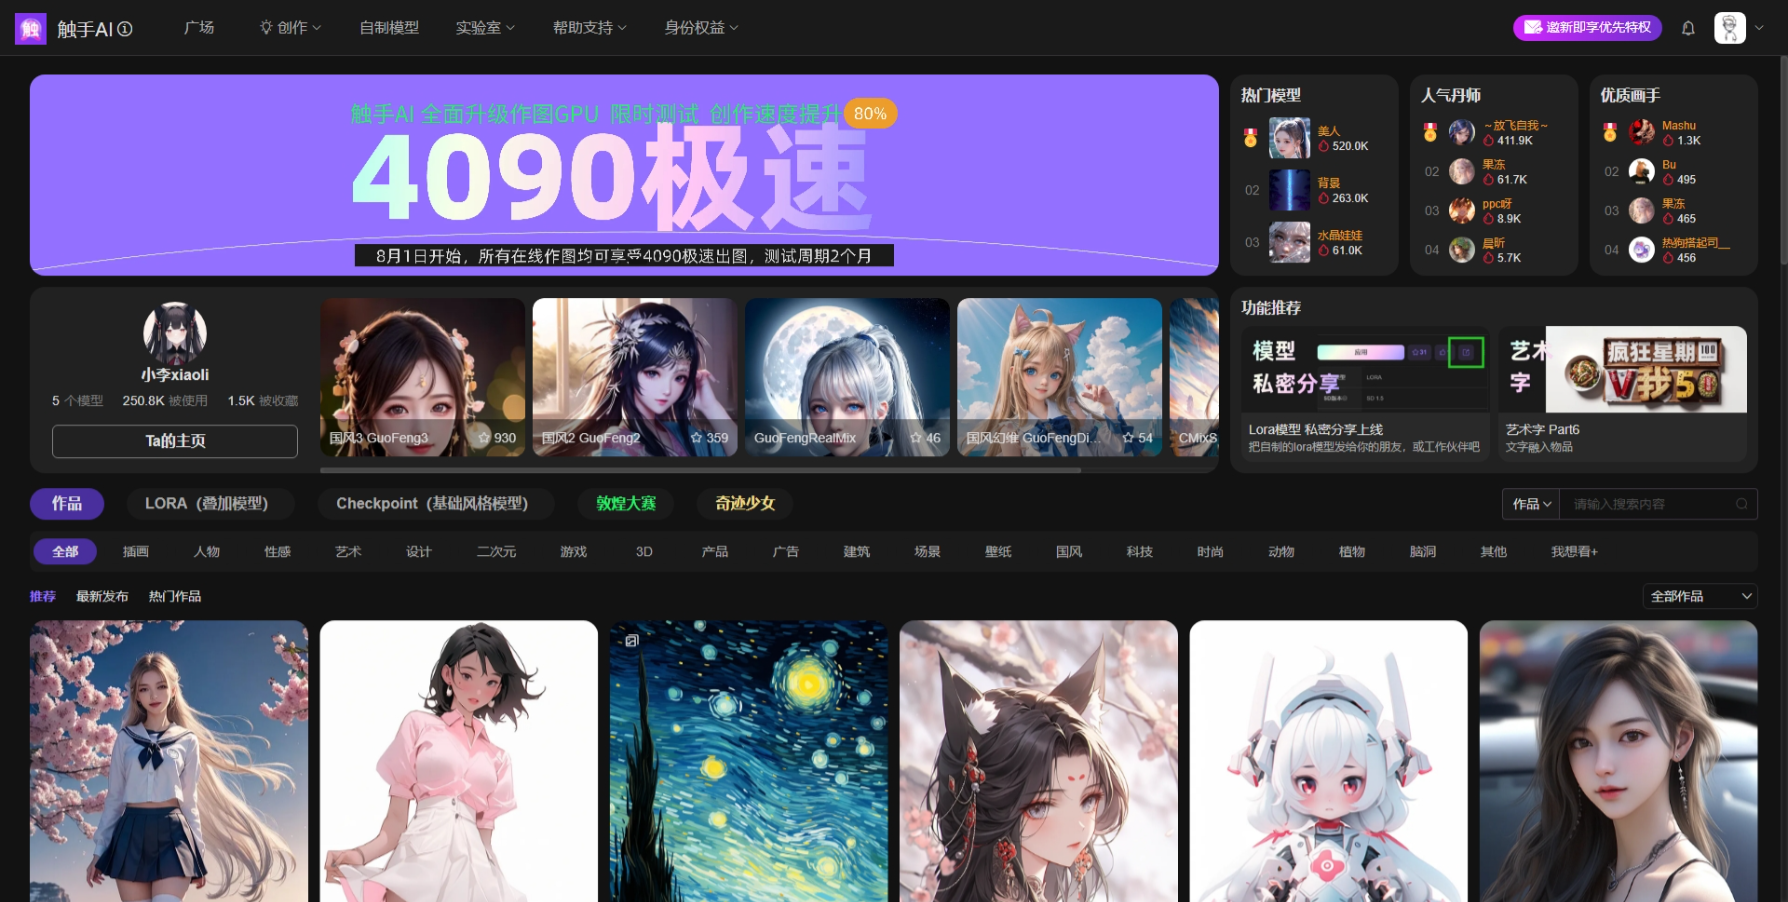 触 触手AI
广场
创作
自制模型
实验室
帮助支持
身份权益
邀新即享优先特权
触手AI 全面升级作图GPU 限时测试 创作速度提升 80%
4090极速
8月1日开始，所有在线作图均可享受4090极速出图，测试周期2个月
热门模型
美人
520.0K
02 背景
263.0K
03 水晶娃娃
61.0K
人气丹师
~放飞自我~
411.9K
02 果冻
61.7K
03 ppc呀
8.9K
04 晨昕
5.7K
优质画手
Mashu
1.3K
02 Bu
495
03 果冻
465
04 热狗搭起司__
456
小李xiaoli
5 个模型 250.8K 被使用 1.5K 被收藏
Ta的主页
国风3 GuoFeng3 930
国风2 GuoFeng2 359
GuoFengRealMix 46
国风幻维 GuoFengDi... 54
CMixS
功能推荐
模型
私密分享
应用
31
LORA
SD 1.5
Lora模型 私密分享上线
把自制的lora模型发给你的朋友，或工作伙伴吧
艺术
字
疯狂星期
V我50
艺术字 Part6
文字融入物品
作品
LORA（叠加模型）
Checkpoint（基础风格模型）
敦煌大赛
奇迹少女
作品
请输入搜索内容
全部 插画 人物 性感 艺术 设计 二次元 游戏 3D 产品 广告 建筑 场景 壁纸 国风 科技 时尚 动物 植物 脑洞 其他 我想看+
推荐 最新发布 热门作品
全部作品